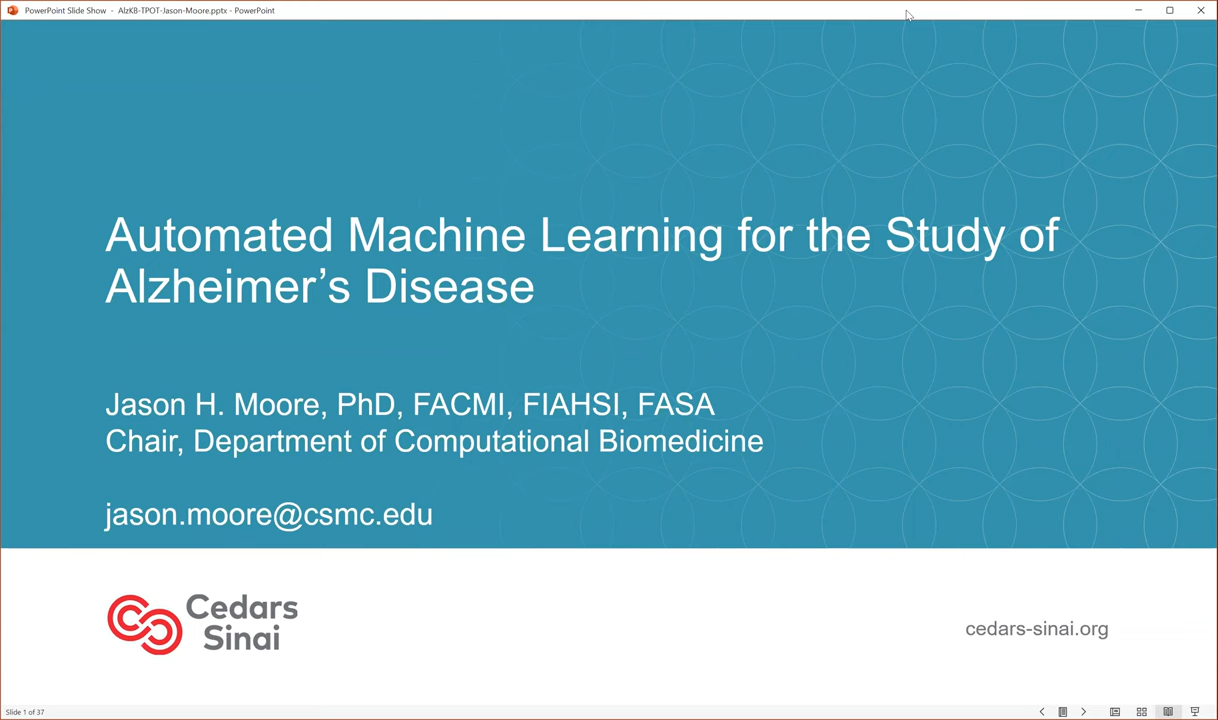 PowerPoint Slide Show - AlzKB-TPOT-Jason-Moore.pptx - PowerPoint
Automated Machine Learning for the Study of
Alzheimer’s Disease
Jason H. Moore, PhD, FACMI, FIAHSI, FASA
Chair, Department of Computational Biomedicine
jason.moore@csmc.edu
Cedars
Sinai
cedars-sinai.org
Slide 1 of 37